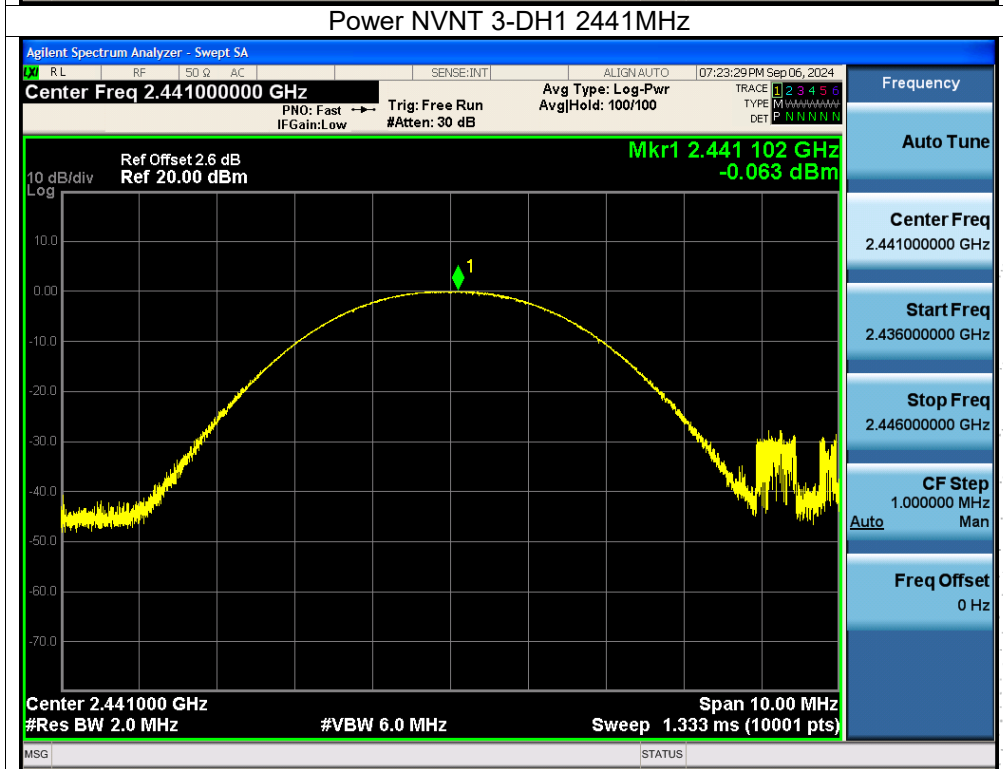 Power NVNT 3-DH1 2441MHz
Agilent Spectrum Analyzer - Swept SA
LXI RL RF 50 Ω AC SENSE:INT ALIGN AUTO 07:23:29 PM Sep 06, 2024
Center Freq 2.441000000 GHz
PNO: Fast
IFGain:Low
Trig: Free Run
#Atten: 30 dB
Avg Type: Log-Pwr
Avg|Hold: 100/100
TRACE 1 2 3 4 5 6
TYPE M WWWWW
DET P N N N N N
Frequency
Mkr1 2.441 102 GHz
-0.063 dBm
Ref Offset 2.6 dB
Ref 20.00 dBm
10 dB/div
Log
10.0
0.00
-10.0
-20.0
-30.0
-40.0
-50.0
-60.0
-70.0
1
Center 2.441000 GHz
Span 10.00 MHz
#Res BW 2.0 MHz
#VBW 6.0 MHz
Sweep 1.333 ms (10001 pts)
Auto Tune
Center Freq
2.441000000 GHz
Start Freq
2.436000000 GHz
Stop Freq
2.446000000 GHz
CF Step
1.000000 MHz
Auto Man
Freq Offset
0 Hz
MSG
STATUS